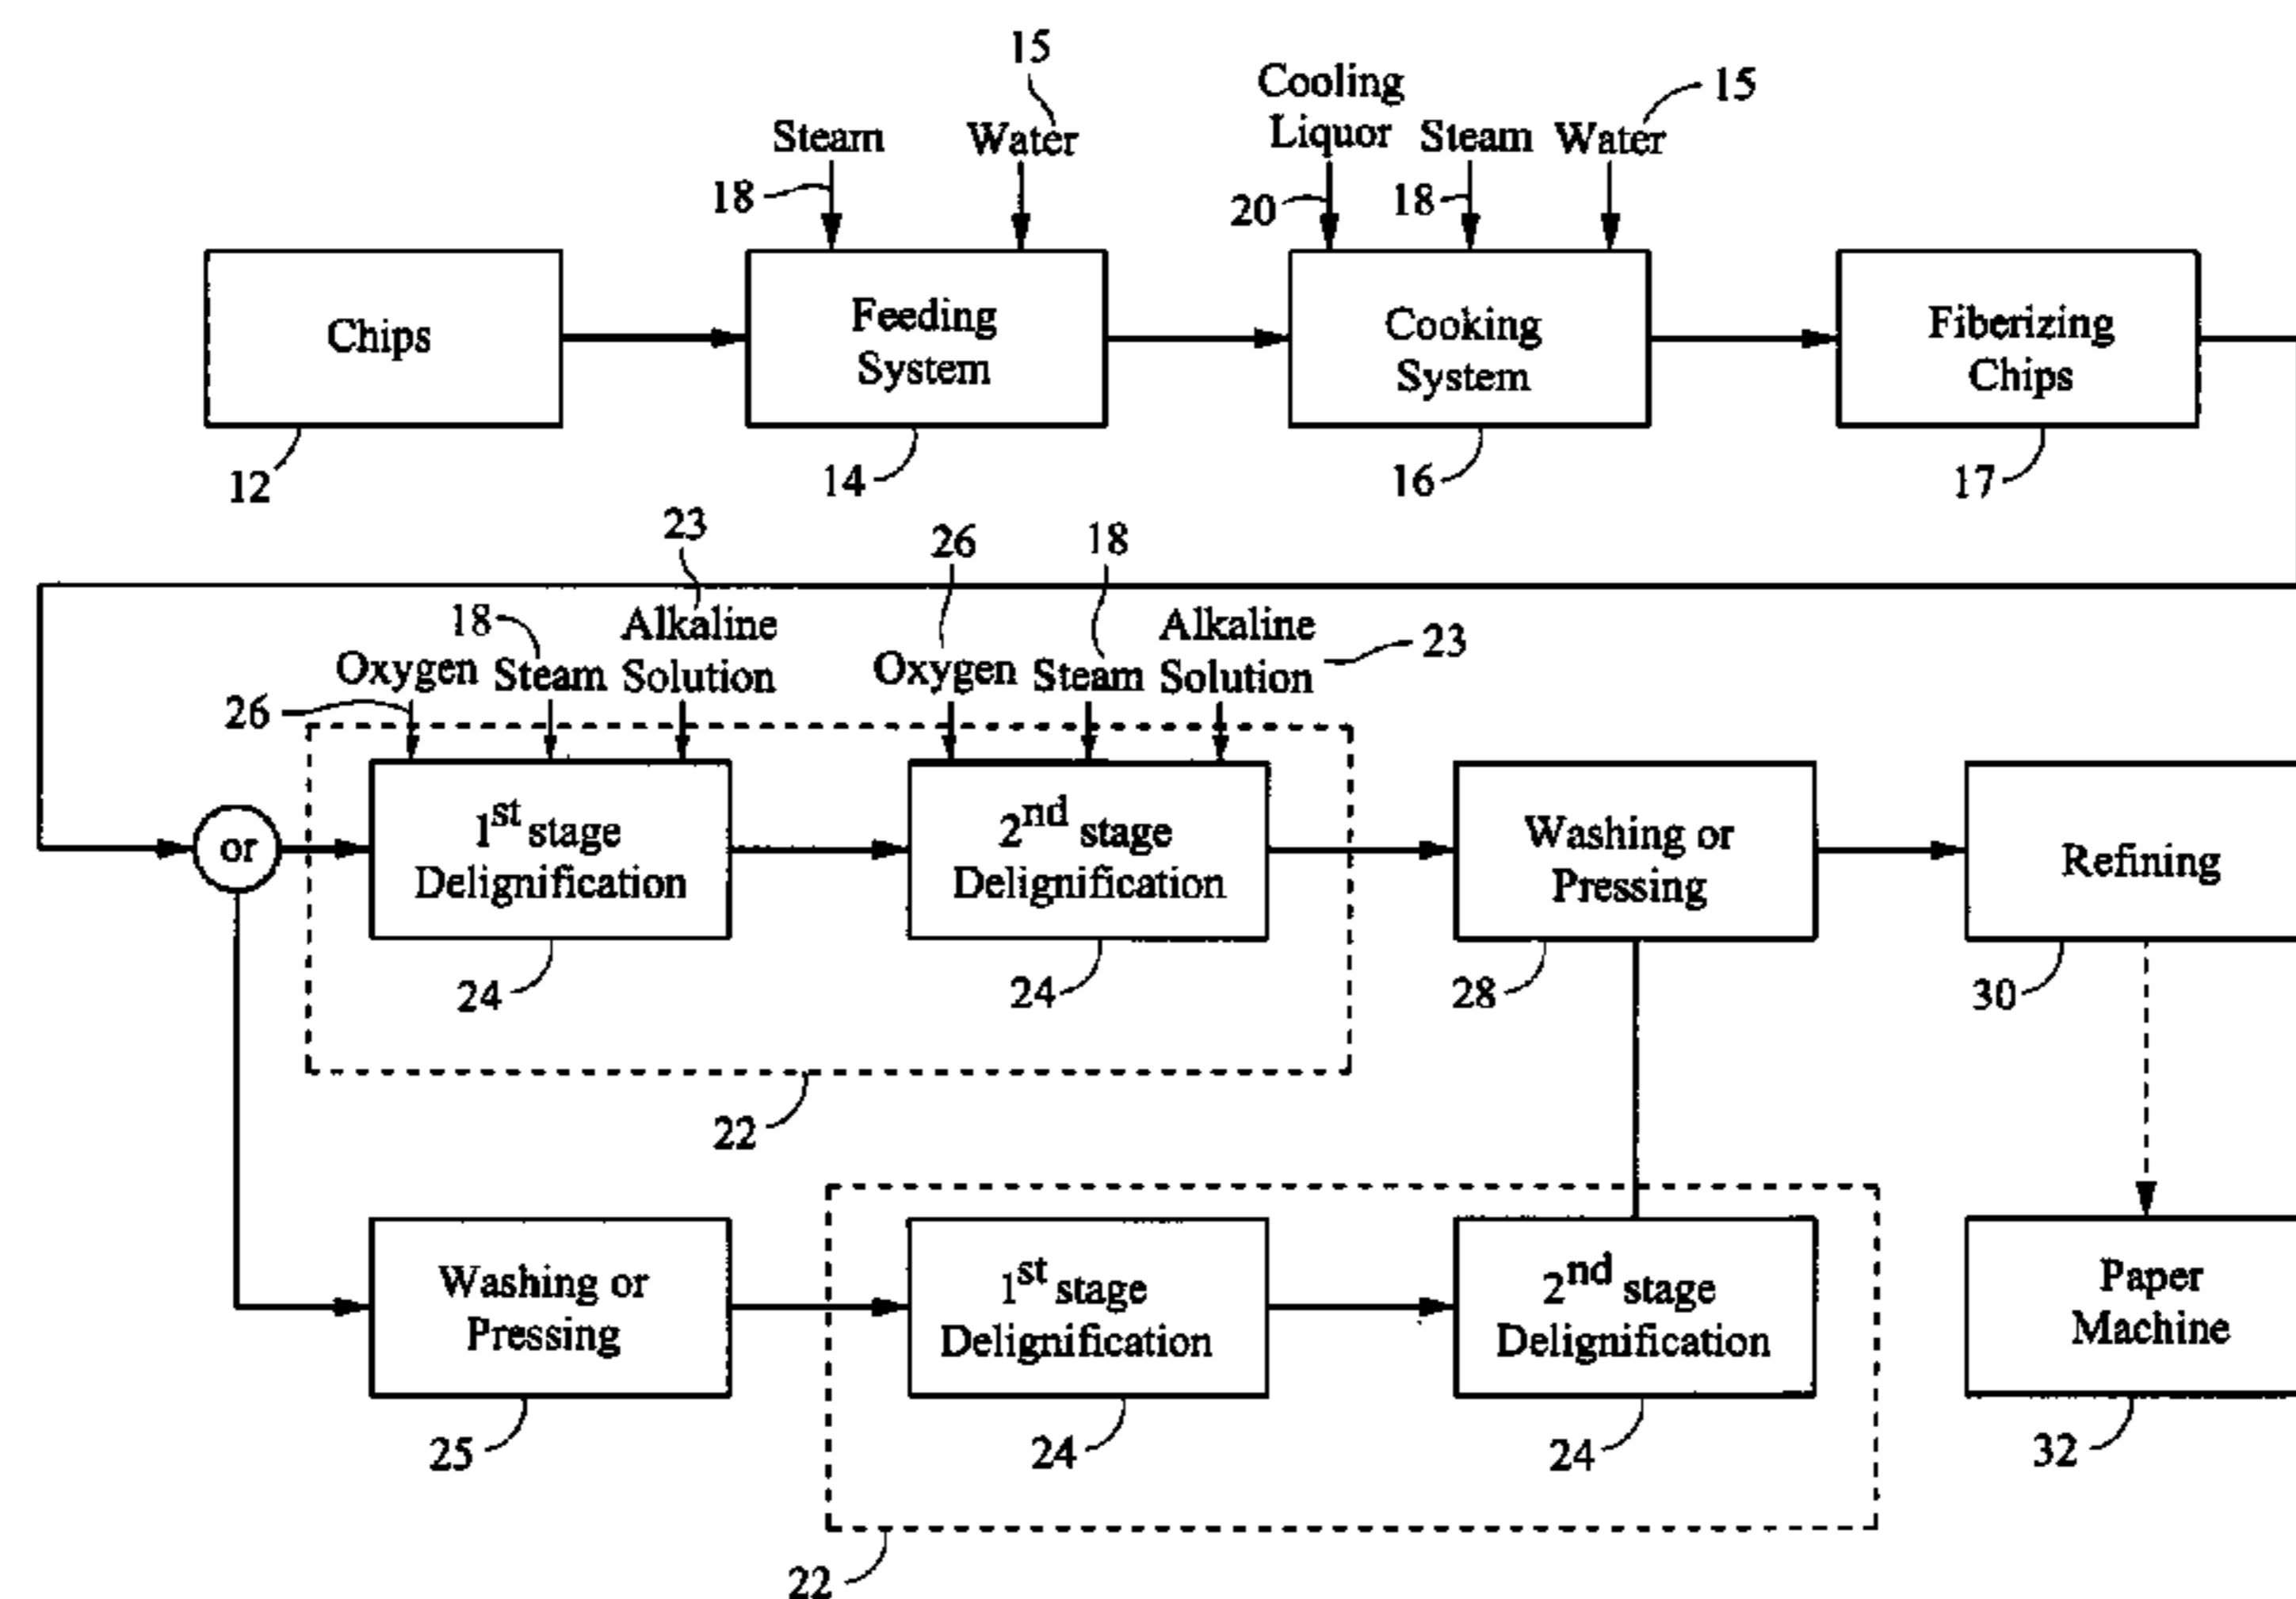 15
Cooling
15
Steam
Water
Liquor
Steam
Water
18
20
18
Chips
Feeding
System
Cooking
System
Fiberizing
Chips
12
14
16
17
23
26
18
18
Alkaline
Alkaline
23
Oxygen
Steam
Solution
Oxygen
Steam
Solution
26
or
1st stage
Delignification
2nd stage
Delignification
Washing or
Pressing
Refining
24
24
28
30
22
Washing or
Pressing
1st stage
Delignification
2nd stage
Delignification
Paper
Machine
25
24
24
32
22